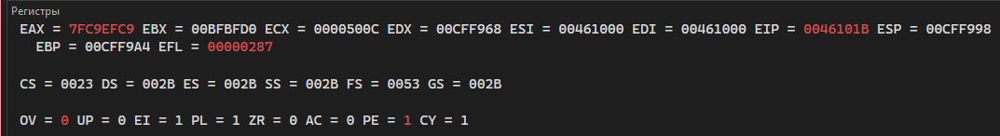 Регистры
EAX = 7FC9EFC9 EBX = 00BFBFD0 ECX = 0000500C EDX = 00CFF968 ESI = 00461000 EDI = 00461000 EIP = 0046101B ESP = 00CFF998
EBP = 00CFF9A4 EFL = 00000287
CS = 0023 DS = 002B ES = 002B SS = 002B FS = 0053 GS = 002B
OV = 0 UP = 0 EI = 1 PL = 1 ZR = 0 AC = 0 PE = 1 CY = 1